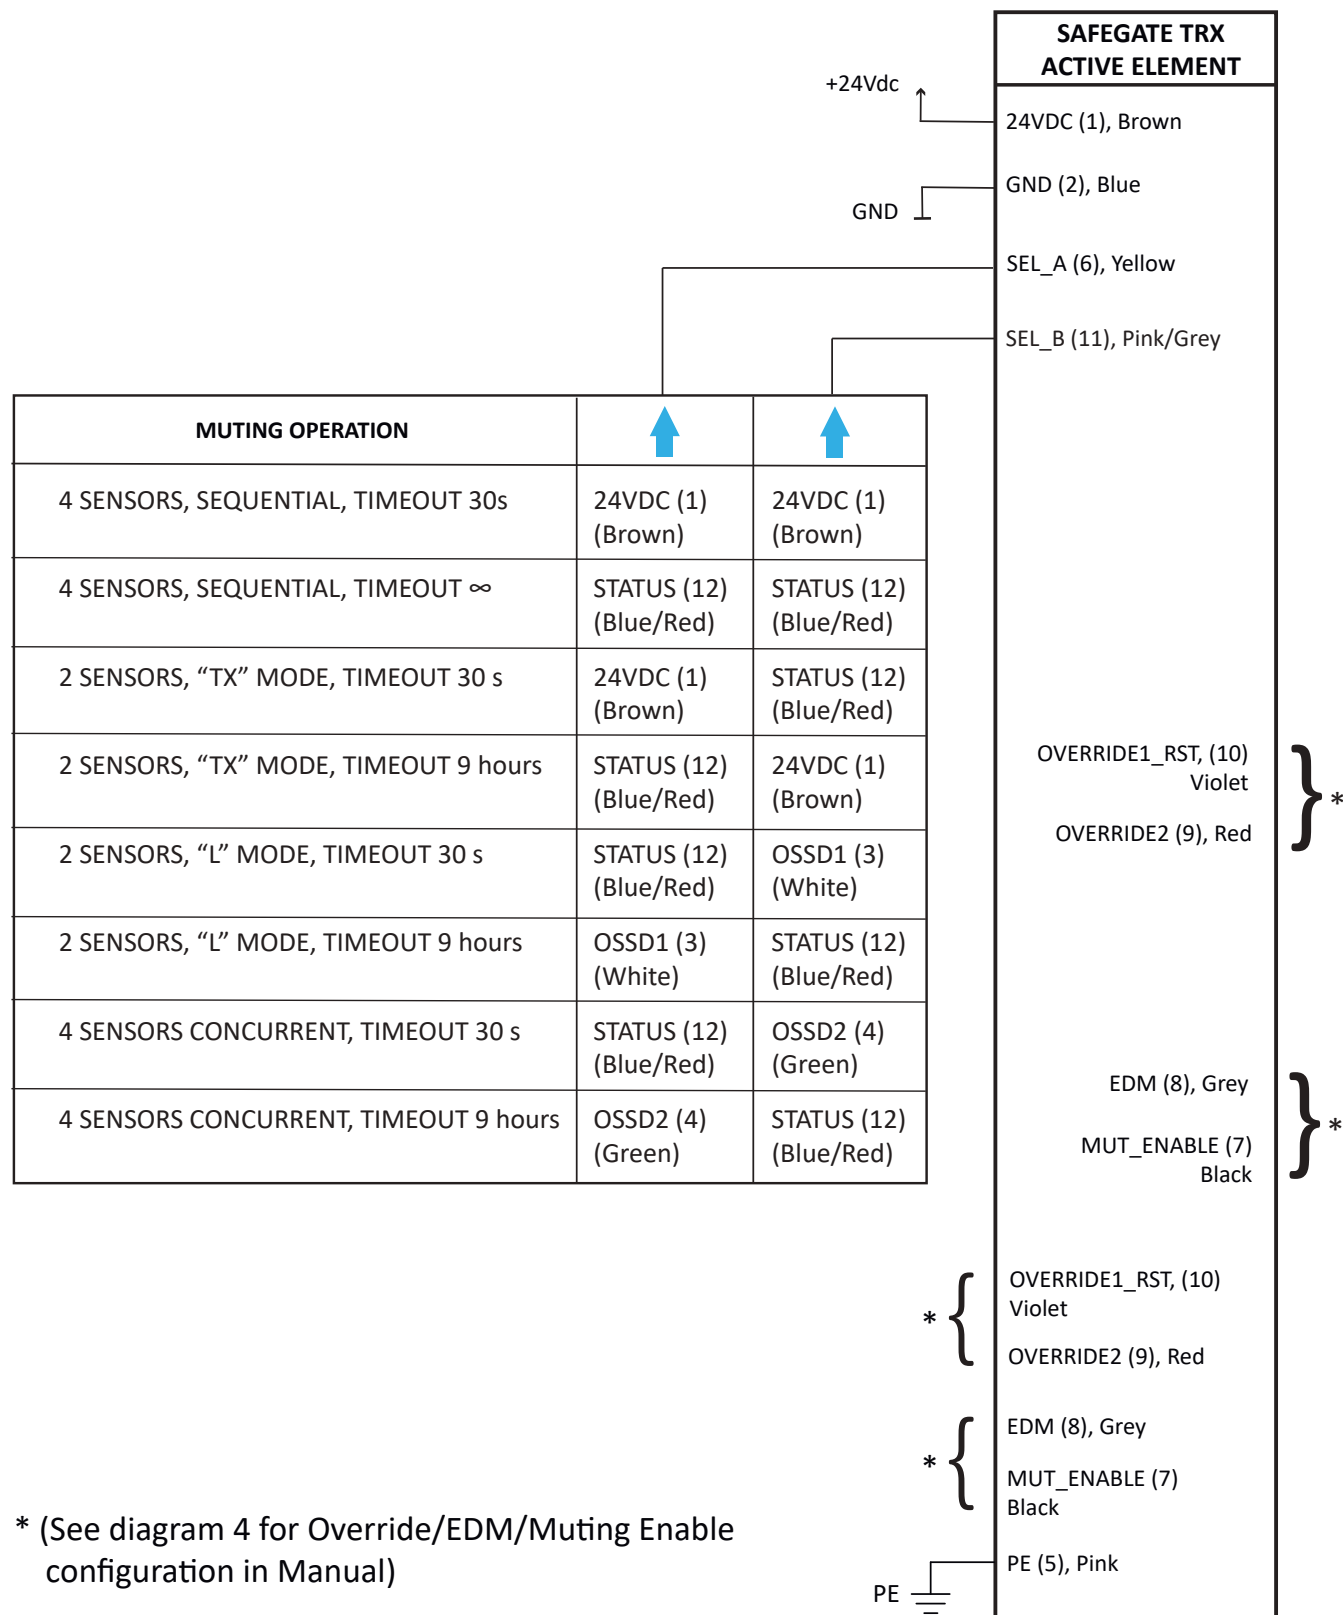 SAFEGATE TRX
ACTIVE ELEMENT
+24Vdc
24VDC (1), Brown
GND (2), Blue
GND
SEL_A (6), Yellow
SEL_B (11), Pink/Grey
MUTING OPERATION
4 SENSORS, SEQUENTIAL, TIMEOUT 30s
24VDC (1)
(Brown)
24VDC (1)
(Brown)
4 SENSORS, SEQUENTIAL, TIMEOUT ∞
STATUS (12)
(Blue/Red)
STATUS (12)
(Blue/Red)
2 SENSORS, “TX” MODE, TIMEOUT 30 s
24VDC (1)
(Brown)
STATUS (12)
(Blue/Red)
2 SENSORS, “TX” MODE, TIMEOUT 9 hours
STATUS (12)
(Blue/Red)
24VDC (1)
(Brown)
2 SENSORS, “L” MODE, TIMEOUT 30 s
STATUS (12)
(Blue/Red)
OSSD1 (3)
(White)
2 SENSORS, “L” MODE, TIMEOUT 9 hours
OSSD1 (3)
(White)
STATUS (12)
(Blue/Red)
4 SENSORS CONCURRENT, TIMEOUT 30 s
STATUS (12)
(Blue/Red)
OSSD2 (4)
(Green)
4 SENSORS CONCURRENT, TIMEOUT 9 hours
OSSD2 (4)
(Green)
STATUS (12)
(Blue/Red)
OVERRIDE1_RST, (10)
Violet
OVERRIDE2 (9), Red
*
EDM (8), Grey
MUT_ENABLE (7)
Black
*
OVERRIDE1_RST, (10)
Violet
OVERRIDE2 (9), Red
*
EDM (8), Grey
MUT_ENABLE (7)
Black
*
* (See diagram 4 for Override/EDM/Muting Enable
configuration in Manual)
PE (5), Pink
PE